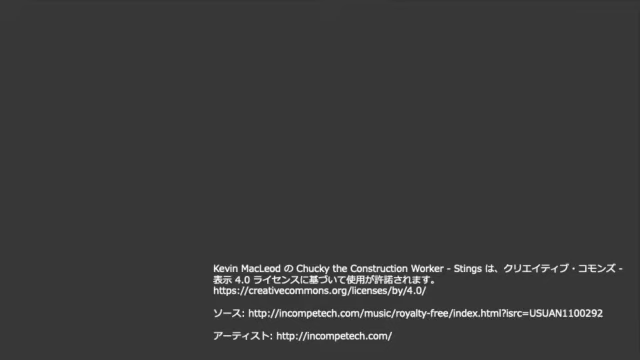 Kevin MacLeod の Chucky the Construction Worker - Stings は、クリエイティブ・コモンズ -
表示 4.0 ライセンスに基づいて使用が許諾されます。
https://creativecommons.org/licenses/by/4.0/
ソース: http://incompetech.com/music/royalty-free/index.html?isrc=USUAN1100292
アーティスト: http://incompetech.com/